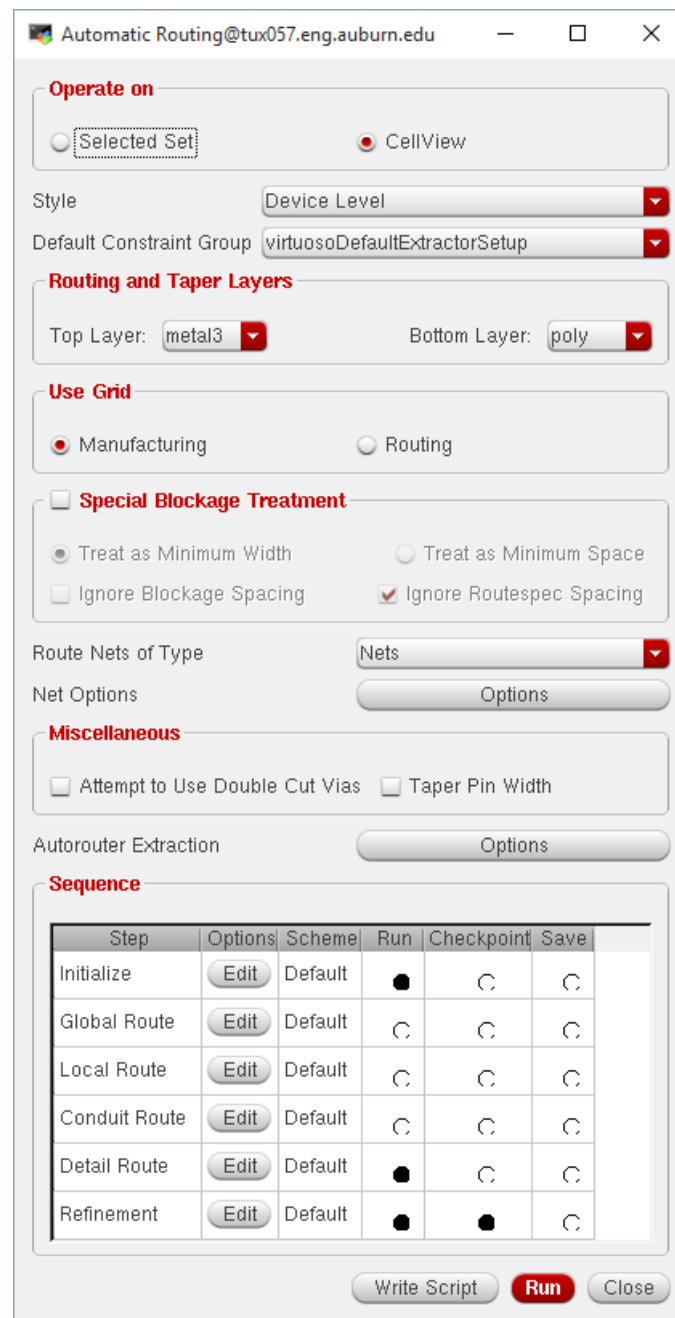 Automatic Routing@tux057.eng.auburn.edu
Operate on
Selected Set CellView
Style Device Level
Default Constraint Group virtuosoDefaultExtractorSetup
Routing and Taper Layers
Top Layer: metal3 Bottom Layer: poly
Use Grid
Manufacturing Routing
Special Blockage Treatment
Treat as Minimum Width Treat as Minimum Space
Ignore Blockage Spacing Ignore Routespec Spacing
Route Nets of Type Nets
Net Options Options
Miscellaneous
Attempt to Use Double Cut Vias Taper Pin Width
Autorouter Extraction Options
Sequence
Step Options Scheme Run Checkpoint Save
Initialize Edit Default
Global Route Edit Default
Local Route Edit Default
Conduit Route Edit Default
Detail Route Edit Default
Refinement Edit Default
Write Script Run Close